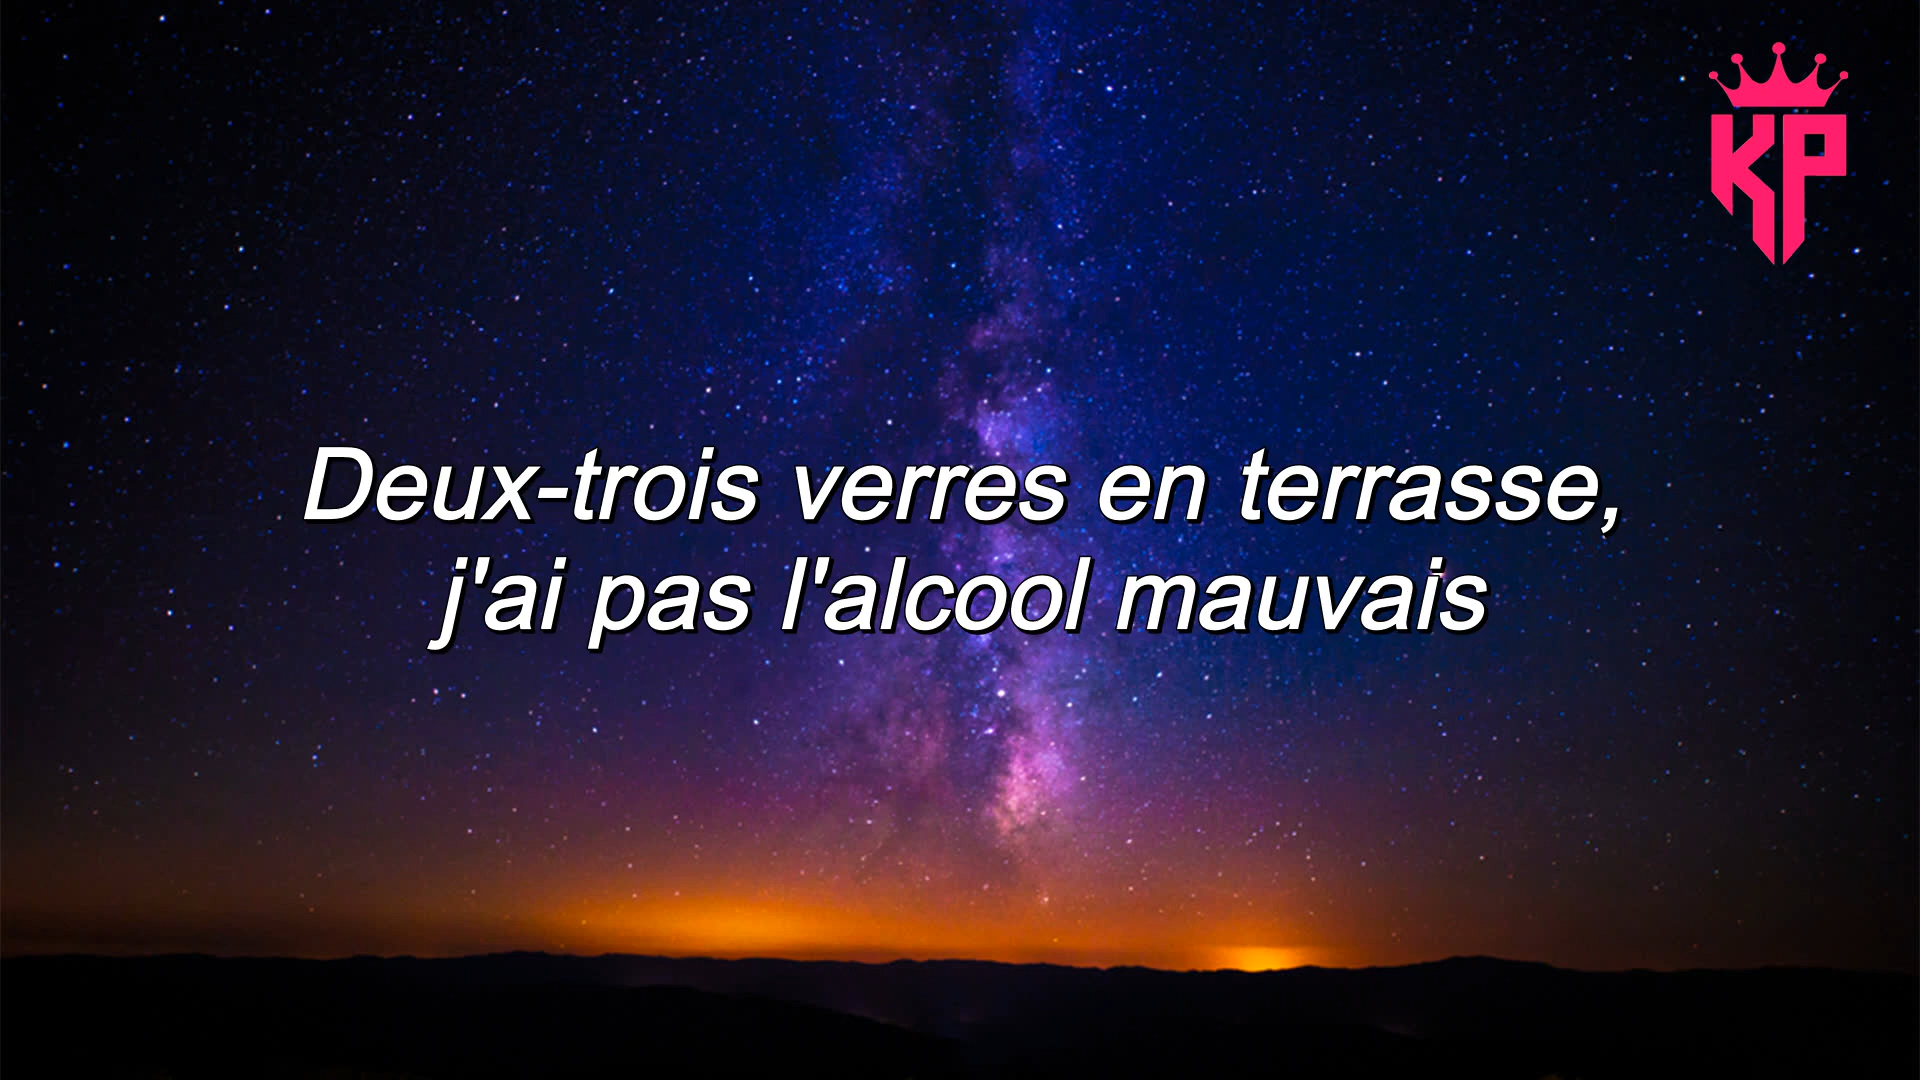 KP
Deux-trois verres en terrasse,
j'ai pas l'alcool mauvais